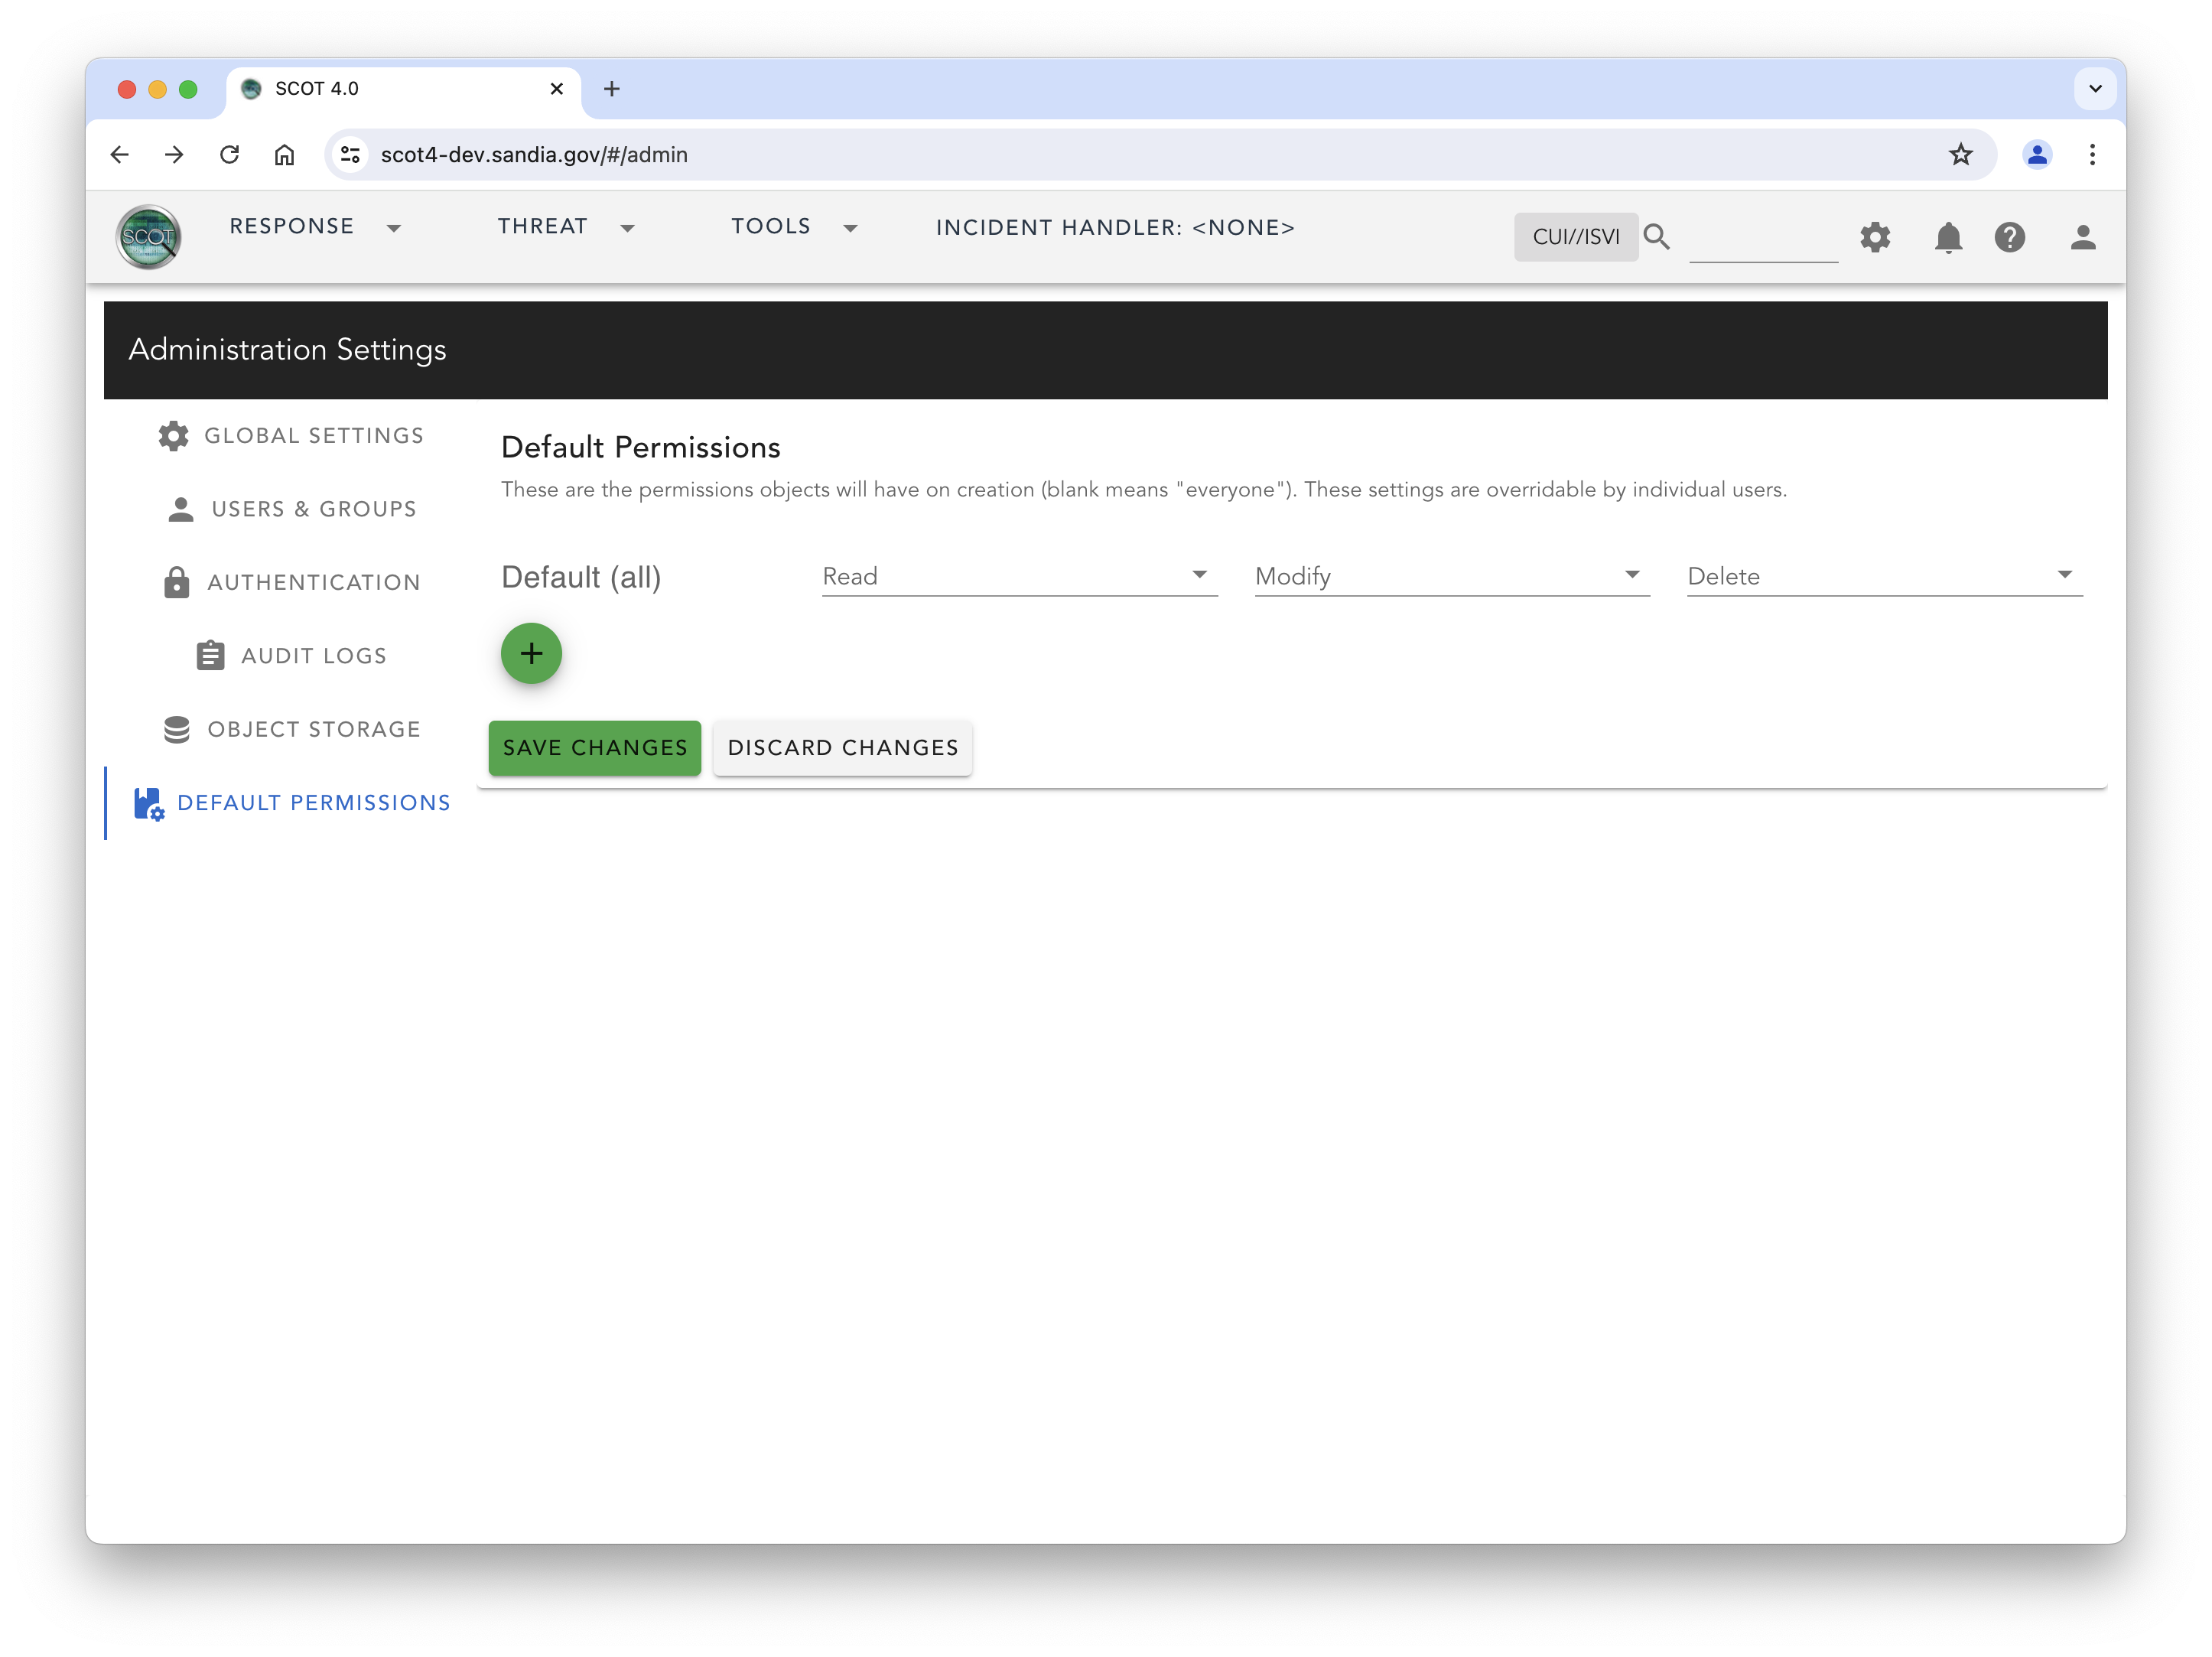 SCOT 4.0
scot4-dev.sandia.gov/#/admin
SCOT
RESPONSE
THREAT
TOOLS
INCIDENT HANDLER: <NONE>
CUI//ISVI
Administration Settings
GLOBAL SETTINGS
USERS & GROUPS
AUTHENTICATION
AUDIT LOGS
OBJECT STORAGE
DEFAULT PERMISSIONS
Default Permissions
These are the permissions objects will have on creation (blank means "everyone"). These settings are overridable by individual users.
Default (all)
Read
Modify
Delete
SAVE CHANGES
DISCARD CHANGES